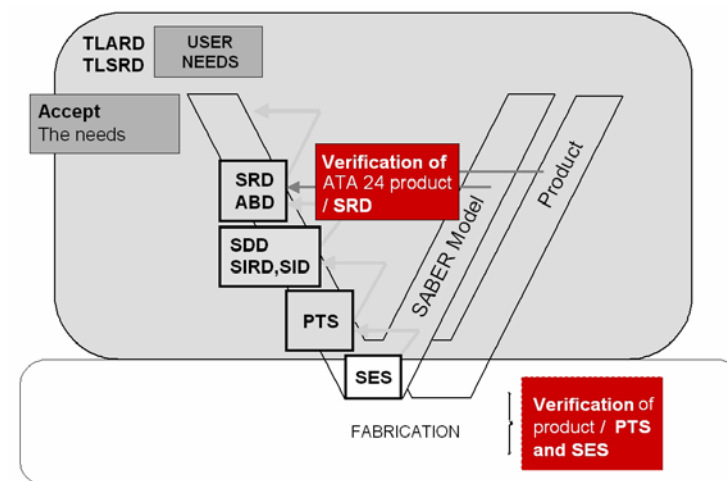 TLARD
TLSRD
USER
NEEDS
Accept
The needs
Verification of
ATA 24 product
/ SRD
SRD
ABD
SDD
SIRD,SID
PTS
SES
SABER Model
Product
FABRICATION
Verification of
product / PTS
and SES